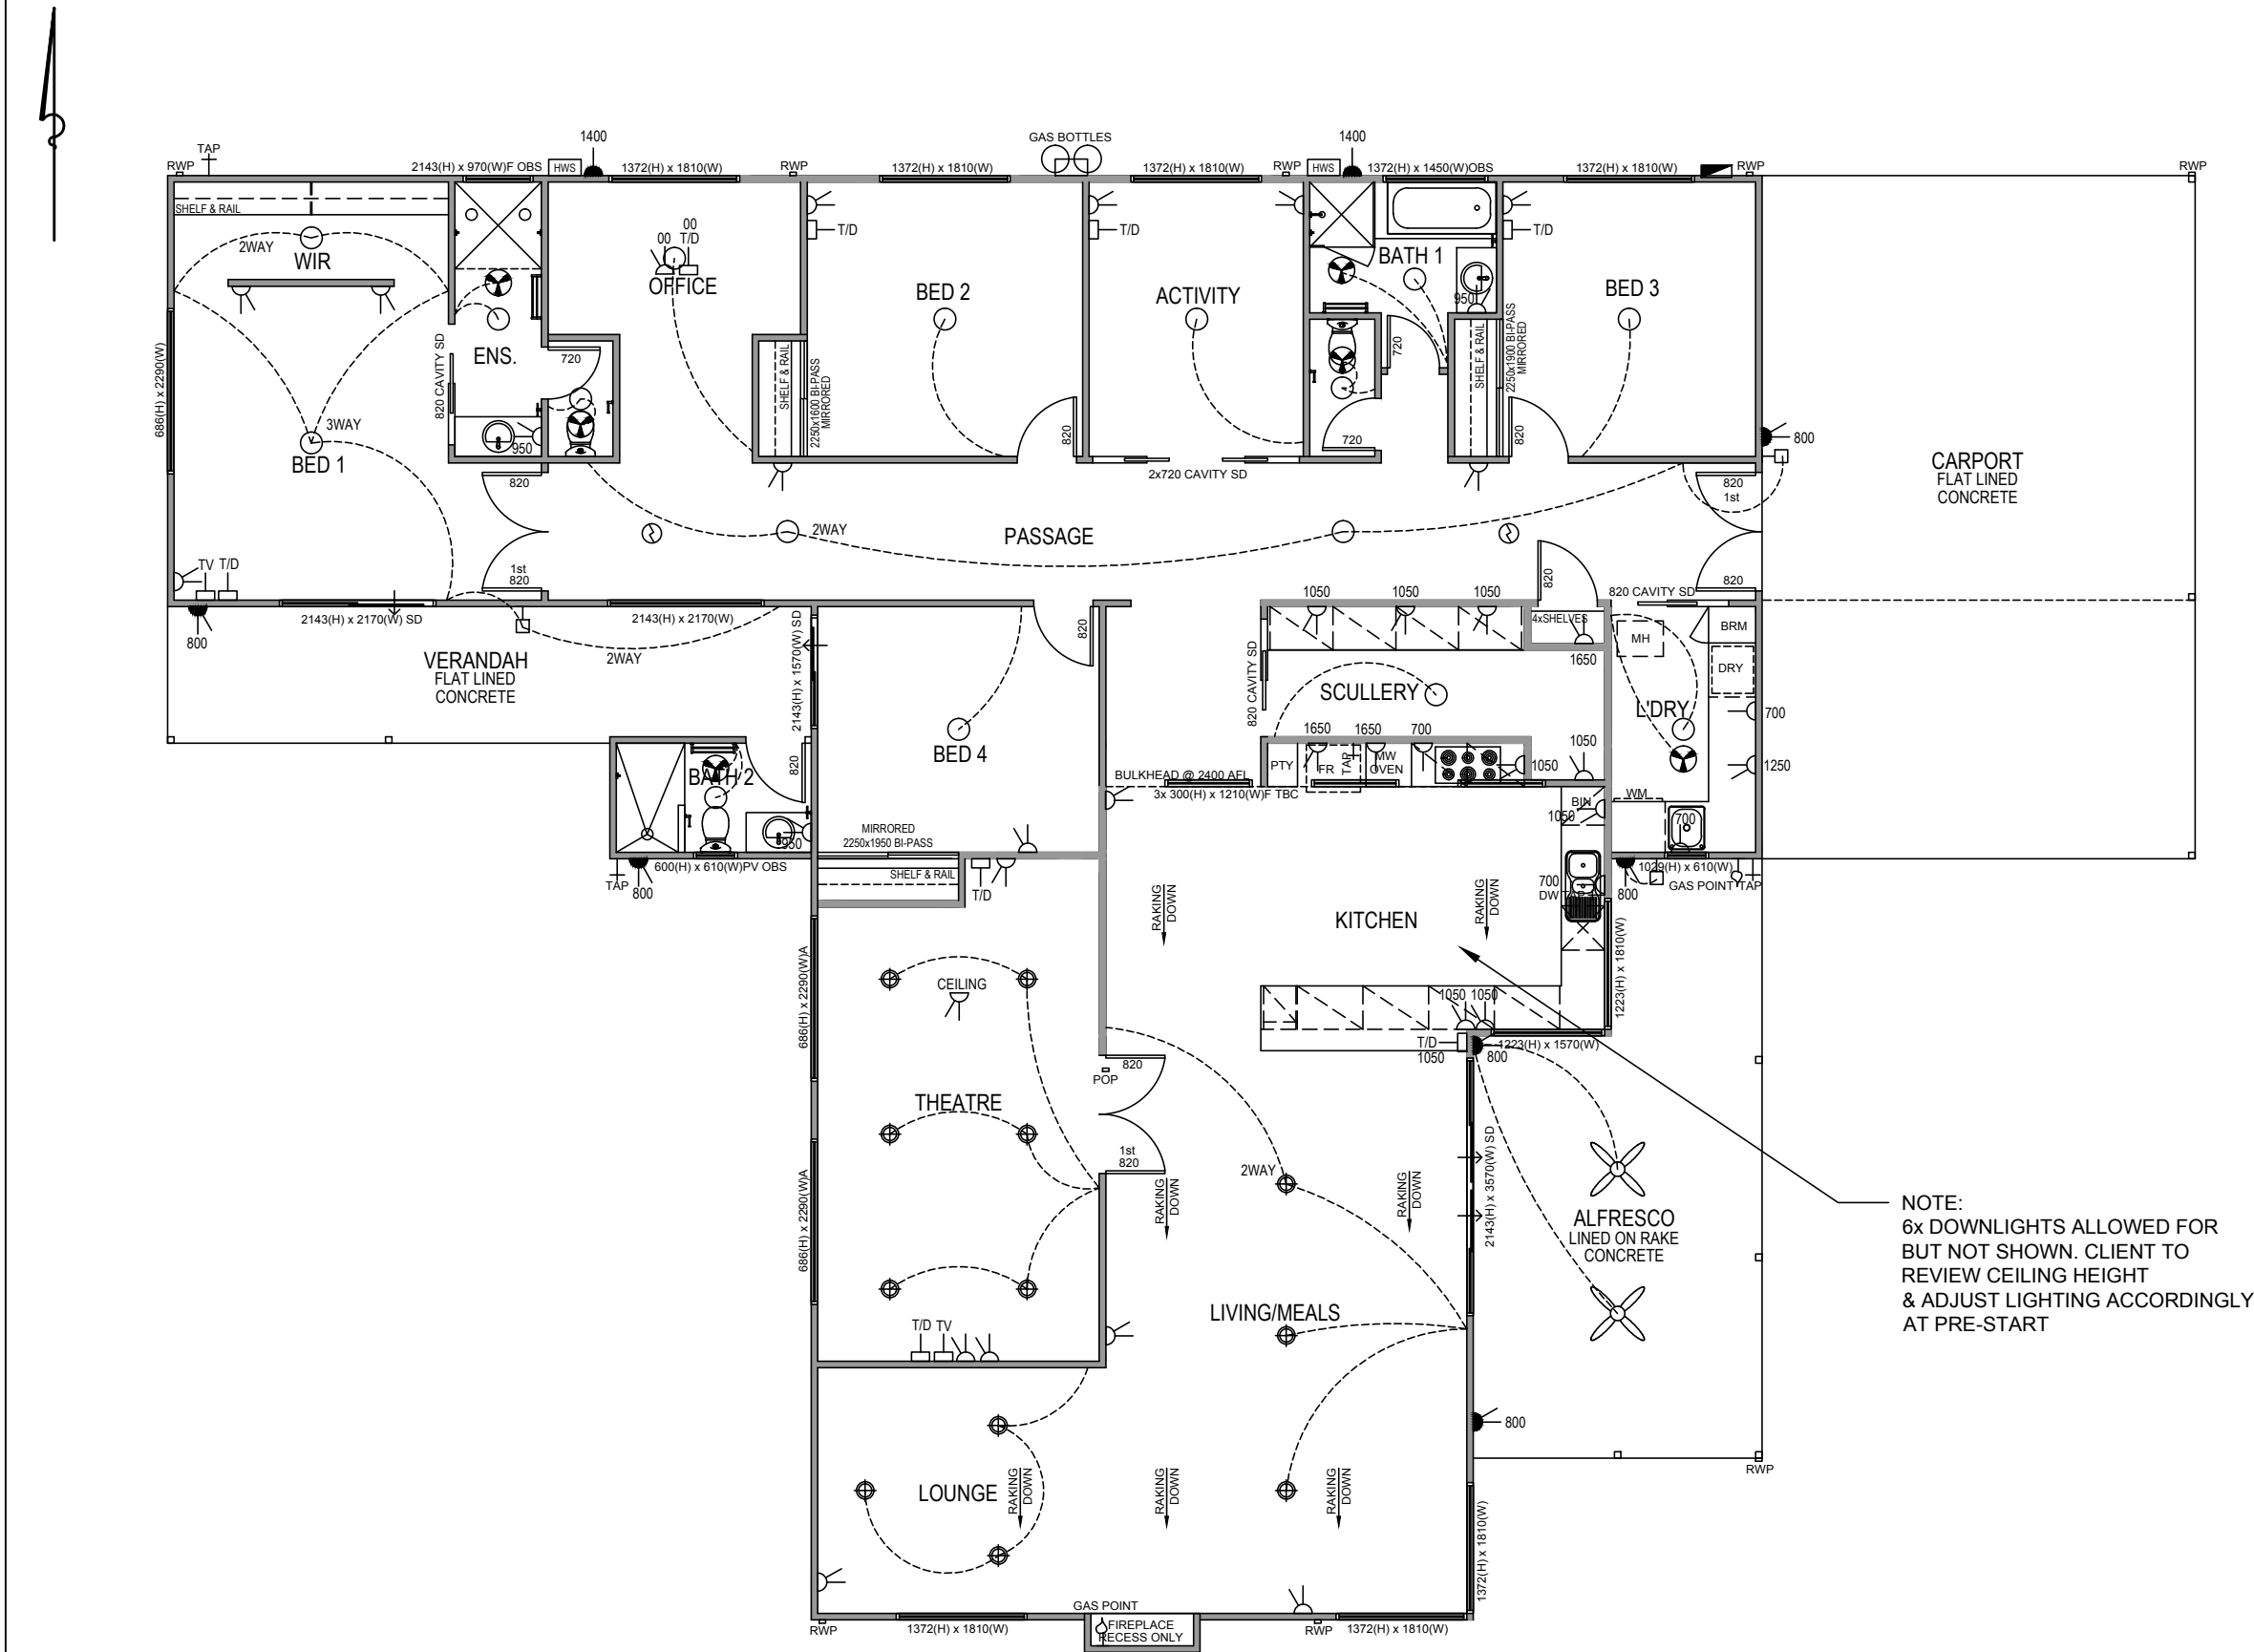 1400
GAS BOTTLES
1400
TAP
RWP
2143(H) x 970(W)F OBS
HWS
1372(H) x 1810(W)
RWP
1372(H) x 1810(W)
1372(H) x 1810(W)
RWP
HWS
1372(H) x 1450(W)OBS
1372(H) x 1810(W)
RWP
RWP
SHELF & RAIL
2WAY
WIR
00
00 T/D
OFFICE
T/D
BED 2
T/D
ACTIVITY
BATH 1
950
T/D
BED 3
686(H) x 2290(W)
3WAY
BED 1
820 CAVITY SD
ENS.
950
720
SHELF & RAIL
2250x1600 BI-PASS
MIRRORED
820
2x720 CAVITY SD
720
720
SHELF & RAIL
2250x1900 BI-PASS
MIRRORED
820
800
820
1st
CARPORT
FLAT LINED
CONCRETE
820
2WAY
PASSAGE
TV T/D
1st
820
820
820
800
2143(H) x 2170(W) SD
2143(H) x 2170(W)
2WAY
VERANDAH
FLAT LINED
CONCRETE
2143(H) x 1570(W) SD
820
1050
1050
1050
4xSHELVES
1650
820 CAVITY SD
MH
BRM
DRY
820 CAVITY SD
SCULLERY
L'DRY
700
1250
BED 4
1650
1650
700
1050
1050
PTY
FR
TAP
MW
OVEN
BULKHEAD @ 2400 AFL
3x 300(H) x 1210(W)F TBC
BATH 2
820
950
MIRRORED
2250x1950 BI-PASS
BIN
1050
WM
700
TAP
800
600(H) x 610(W)PV OBS
SHELF & RAIL
T/D
1029(H) x 610(W)
GAS POINT
TAP
800
700
DW TAP
RAKING
DOWN
KITCHEN
RAKING
DOWN
1223(H) x 1810(W)
686(H) x 2290(W)A
CEILING
1050
1050
T/D
1050
1223(H) x 1570(W)
800
820
POP
THEATRE
1st
820
2WAY
686(H) x 2290(W)A
RAKING
DOWN
RAKING
DOWN
2143(H) x 3570(W) SD
ALFRESCO
LINED ON RAKE
CONCRETE
NOTE:
6x DOWNLIGHTS ALLOWED FOR
BUT NOT SHOWN. CLIENT TO
REVIEW CEILING HEIGHT
& ADJUST LIGHTING ACCORDINGLY
AT PRE-START
LIVING/MEALS
T/D TV
800
RWP
LOUNGE
RAKING
DOWN
RAKING
DOWN
RAKING
DOWN
1372(H) x 1810(W)
GAS POINT
RWP
1372(H) x 1810(W)
FIREPLACE
RECESS ONLY
RWP
1372(H) x 1810(W)